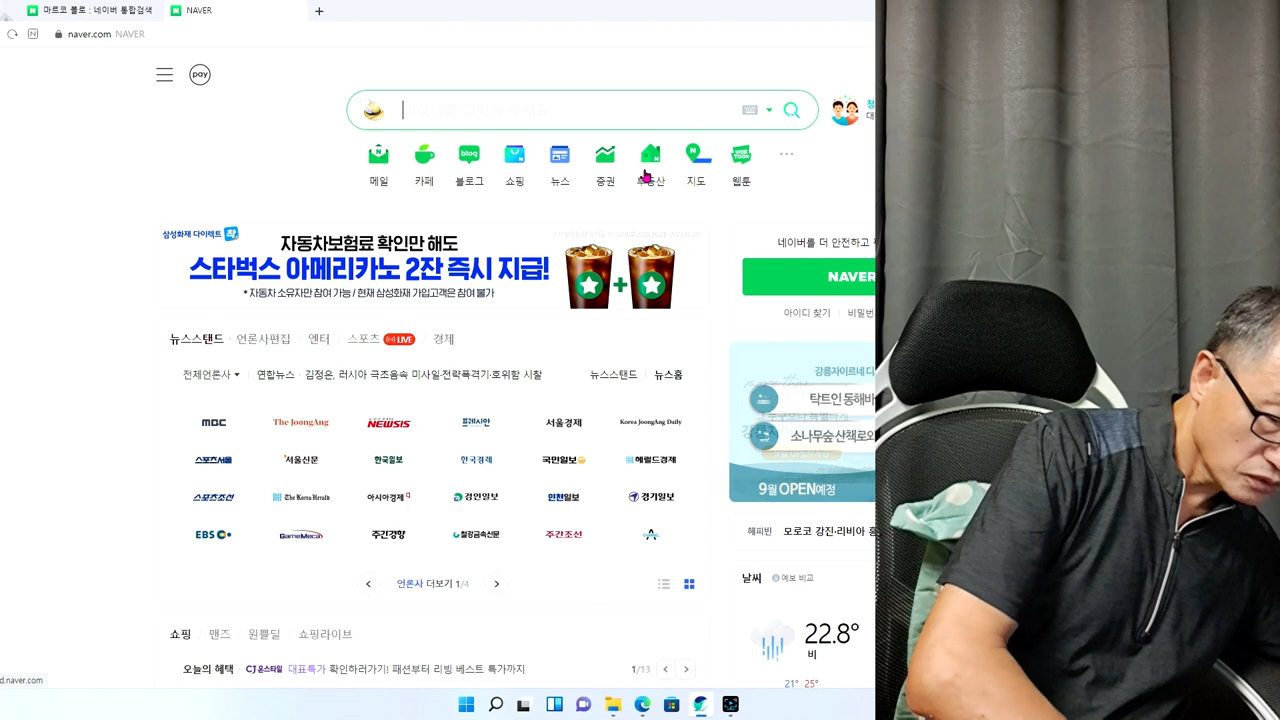 마르코 폴로 : 네이버 통합검색
NAVER
naver.com NAVER
pay
메일
카페
blog
블로그
쇼핑
뉴스
증권
부동산
지도
WEB TOON
웹툰
삼성화재 다이렉트 착
자동차보험료 확인만 해도
스타벅스 아메리카노 2잔 즉시 지급!
* 자동차 소유자만 참여 가능 / 현재 삼성화재 가입고객은 참여 불가
네이버를 더 안전하고
NAVER
아이디 찾기
비밀번
뉴스스탠드 · 언론사편집 엔터 스포츠 LIVE 경제
전체언론사 연합뉴스 · 김정은, 러시아 극초음속 미사일·전략폭격기·호위함 시찰 뉴스스탠드 뉴스홈
MBC The JoongAng NEWSIS 프레시안 서울경제 Korea JoongAng Daily
스포츠서울 서울신문 한국일보 한국경제 국민일보 헤럴드경제
스포츠조선 The Korea Herald 아시아경제 경인일보 인천일보 경기일보
EBS GameMeca 주간경향 철강금속신문 주간조선
언론사 더보기 1/4
강릉자이르네 디
탁트인 동해바
소나무숲 산책로와
9월 OPEN예정
해피빈 모로코 강진·리비아 홍
날씨 예보 비교
22.8°
비
21° 25°
쇼핑 맨즈 원쁠딜 쇼핑라이브
오늘의 혜택 CJ온스타일 대표특가 확인하러가기! 패션부터 리빙 베스트 특가까지 1/13
d.naver.com